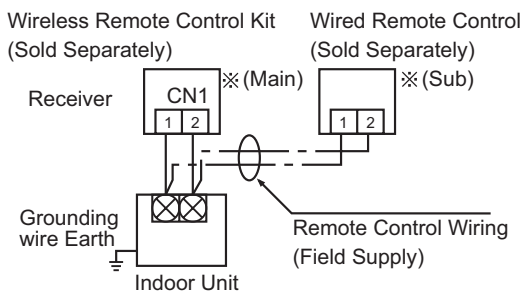 Wireless Remote Control Kit
(Sold Separately)
Wired Remote Control
(Sold Separately)
Receiver
CN1
※(Main)
※(Sub)
1 2
1 2
Grounding
wire Earth
Remote Control Wiring
(Field Supply)
Indoor Unit